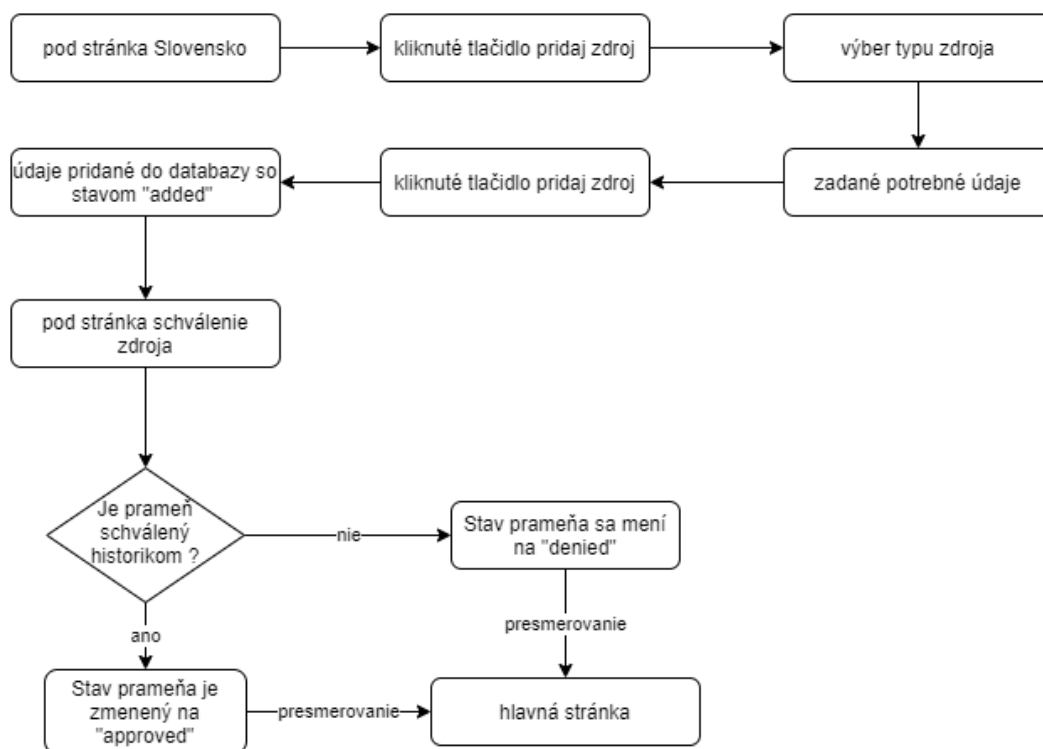 pod stránka Slovensko
kliknuté tlačidlo pridaj zdroj
výber typu zdroja
zadané potrebné údaje
kliknuté tlačidlo pridaj zdroj
údaje pridané do databazy so
stavom "added"
pod stránka schválenie
zdroja
Je prameň
schválený
historikom ?
nie
Stav prameňa sa mení
na "denied"
presmerovanie
ano
Stav prameňa je
zmenený na
"approved"
presmerovanie
hlavná stránka